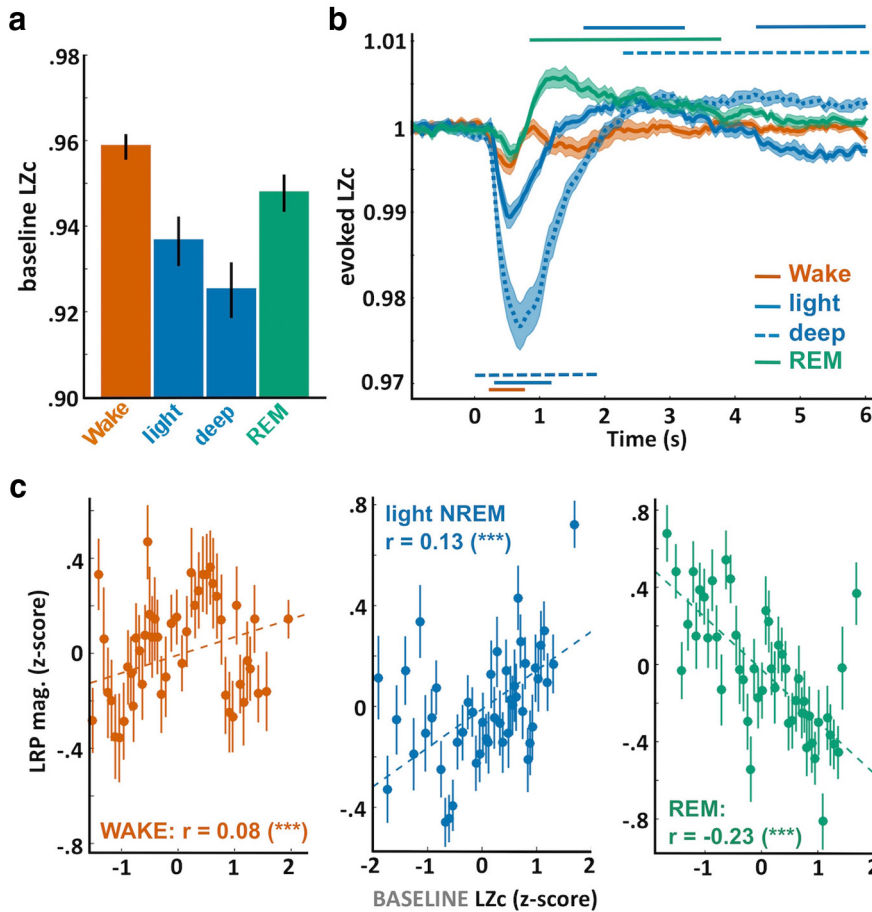 a
.98
.96
.94
.92
.90
baseline LZc
Wake
light
deep
REM
b
1.01
1
0.99
0.98
0.97
evoked LZc
Wake
light
deep
REM
0 1 2 3 4 5 6
Time (s)
c
LRP mag. (z-score)
.4
0
-.4
-.8
WAKE: r = 0.08 (***)
-1 0 1 2
.8
.4
0
-.4
light NREM
r = 0.13 (***)
-2 -1 0 1 2
.8
.4
0
-.4
-.8
REM:
r = -0.23 (***)
-1 0 1 2
BASELINE LZc (z-score)